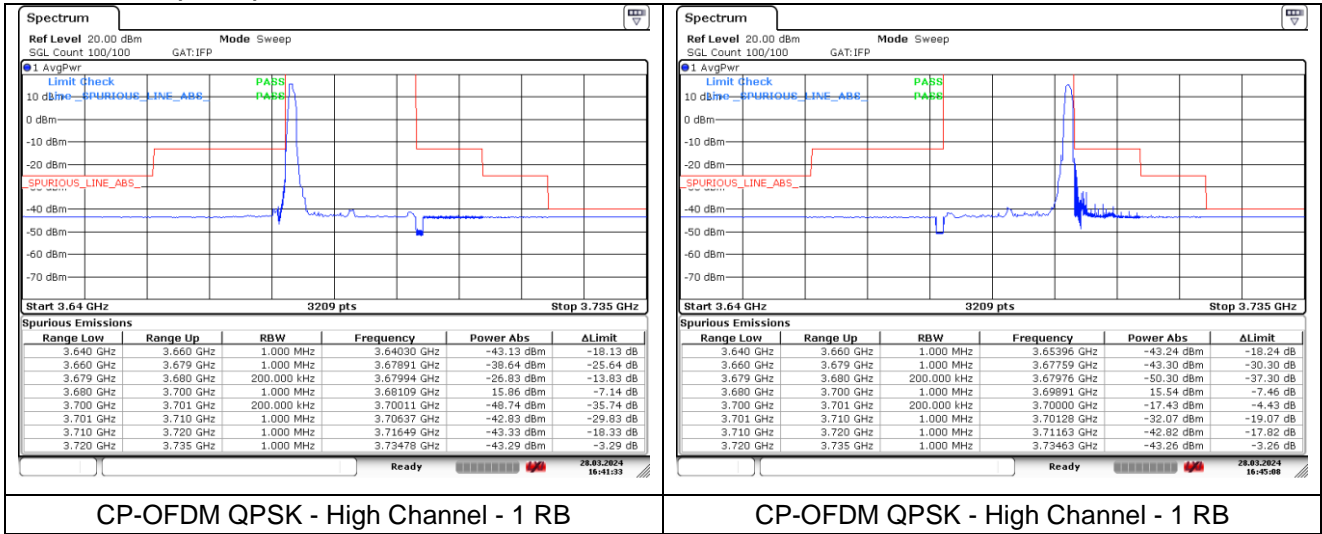 Spectrum
Ref Level 20.00 dBm Mode Sweep
SGL Count 100/100 GAT:IFP
1 AvgPwr
Limit Check PASS
Line _SPURIOUS_LINE_ABS_ PASS
10 dBm
0 dBm
-10 dBm
-20 dBm
_SPURIOUS_LINE_ABS_
-40 dBm
-50 dBm
-60 dBm
-70 dBm
Start 3.64 GHz 3209 pts Stop 3.735 GHz
Spurious Emissions
Range Low Range Up RBW Frequency Power Abs ΔLimit
3.640 GHz 3.660 GHz 1.000 MHz 3.64030 GHz -43.13 dBm -18.13 dB
3.660 GHz 3.679 GHz 1.000 MHz 3.67891 GHz -38.64 dBm -25.64 dB
3.679 GHz 3.680 GHz 200.000 kHz 3.67994 GHz -26.83 dBm -13.83 dB
3.680 GHz 3.700 GHz 1.000 MHz 3.68109 GHz 15.86 dBm -7.14 dB
3.700 GHz 3.701 GHz 200.000 kHz 3.70011 GHz -48.74 dBm -35.74 dB
3.701 GHz 3.710 GHz 1.000 MHz 3.70637 GHz -42.83 dBm -29.83 dB
3.710 GHz 3.720 GHz 1.000 MHz 3.71649 GHz -43.33 dBm -18.33 dB
3.720 GHz 3.735 GHz 1.000 MHz 3.73478 GHz -43.29 dBm -3.29 dB
Ready 28.03.2024
16:41:33
CP-OFDM QPSK - High Channel - 1 RB
Spectrum
Ref Level 20.00 dBm Mode Sweep
SGL Count 100/100 GAT:IFP
1 AvgPwr
Limit Check PASS
Line _SPURIOUS_LINE_ABS_ PASS
10 dBm
0 dBm
-10 dBm
-20 dBm
_SPURIOUS_LINE_ABS_
-40 dBm
-50 dBm
-60 dBm
-70 dBm
Start 3.64 GHz 3209 pts Stop 3.735 GHz
Spurious Emissions
Range Low Range Up RBW Frequency Power Abs ΔLimit
3.640 GHz 3.660 GHz 1.000 MHz 3.65396 GHz -43.24 dBm -18.24 dB
3.660 GHz 3.679 GHz 1.000 MHz 3.67759 GHz -43.30 dBm -30.30 dB
3.679 GHz 3.680 GHz 200.000 kHz 3.67976 GHz -50.30 dBm -37.30 dB
3.680 GHz 3.700 GHz 1.000 MHz 3.69891 GHz 15.54 dBm -7.46 dB
3.700 GHz 3.701 GHz 200.000 kHz 3.70000 GHz -17.43 dBm -4.43 dB
3.701 GHz 3.710 GHz 1.000 MHz 3.70128 GHz -32.07 dBm -19.07 dB
3.710 GHz 3.720 GHz 1.000 MHz 3.71163 GHz -42.82 dBm -17.82 dB
3.720 GHz 3.735 GHz 1.000 MHz 3.73463 GHz -43.26 dBm -3.26 dB
Ready 28.03.2024
16:45:08
CP-OFDM QPSK - High Channel - 1 RB